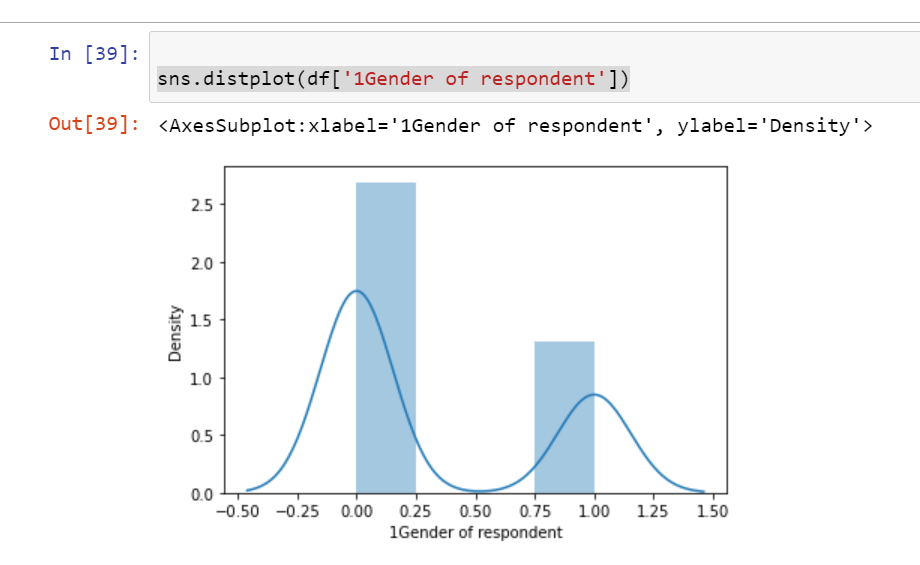 In [39]:
sns.distplot(df['1Gender of respondent'])
Out[39]: <AxesSubplot:xlabel='1Gender of respondent', ylabel='Density'>
2.5
2.0
1.5
1.0
0.5
0.0
Density
−0.50 −0.25 0.00 0.25 0.50 0.75 1.00 1.25 1.50
1Gender of respondent